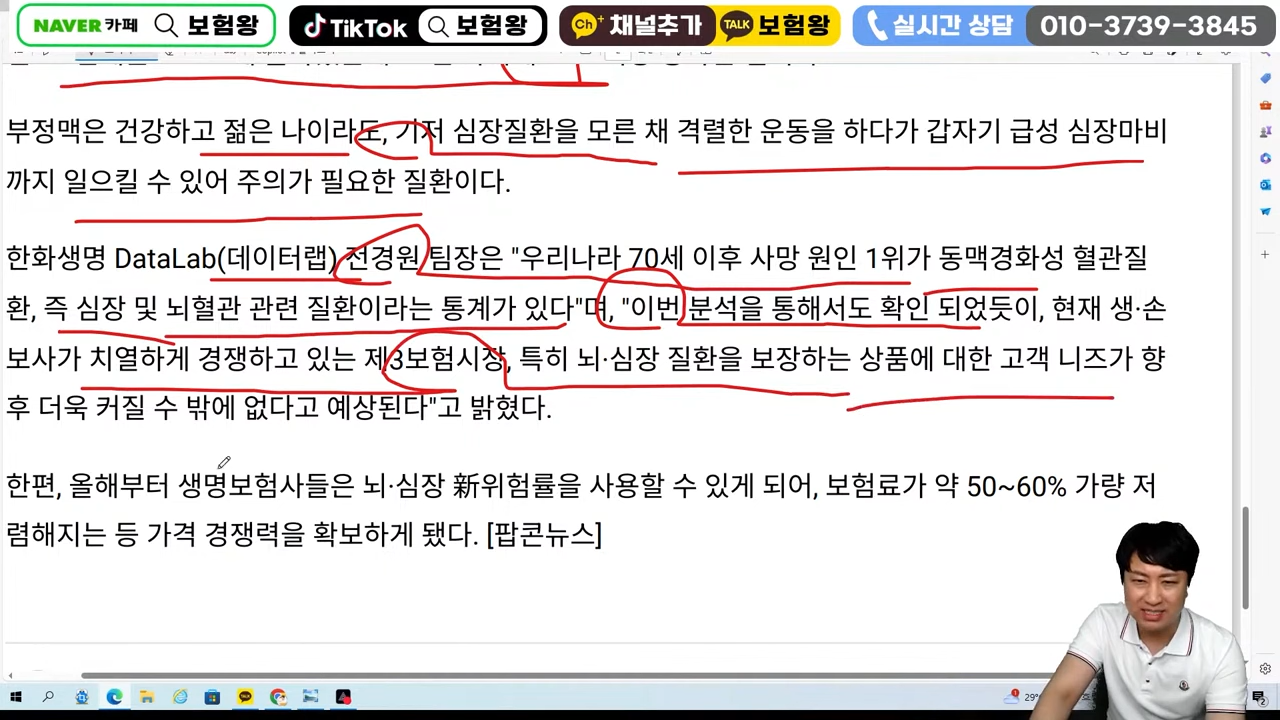 NAVER 카페 보험왕
TikTok 보험왕
Ch+ 채널추가 TALK 보험왕
실시간 상담 010-3739-3845
부정맥은 건강하고 젊은 나이라도, 기저 심장질환을 모른 채 격렬한 운동을 하다가 갑자기 급성 심장마비
까지 일으킬 수 있어 주의가 필요한 질환이다.
한화생명 DataLab(데이터랩) 전경원 팀장은 "우리나라 70세 이후 사망 원인 1위가 동맥경화성 혈관질
환, 즉 심장 및 뇌혈관 관련 질환이라는 통계가 있다"며, "이번 분석을 통해서도 확인 되었듯이, 현재 생·손
보사가 치열하게 경쟁하고 있는 제3보험시장, 특히 뇌·심장 질환을 보장하는 상품에 대한 고객 니즈가 향
후 더욱 커질 수 밖에 없다고 예상된다"고 밝혔다.
한편, 올해부터 생명보험사들은 뇌·심장 新위험률을 사용할 수 있게 되어, 보험료가 약 50~60% 가량 저
렴해지는 등 가격 경쟁력을 확보하게 됐다. [팝콘뉴스]
29°